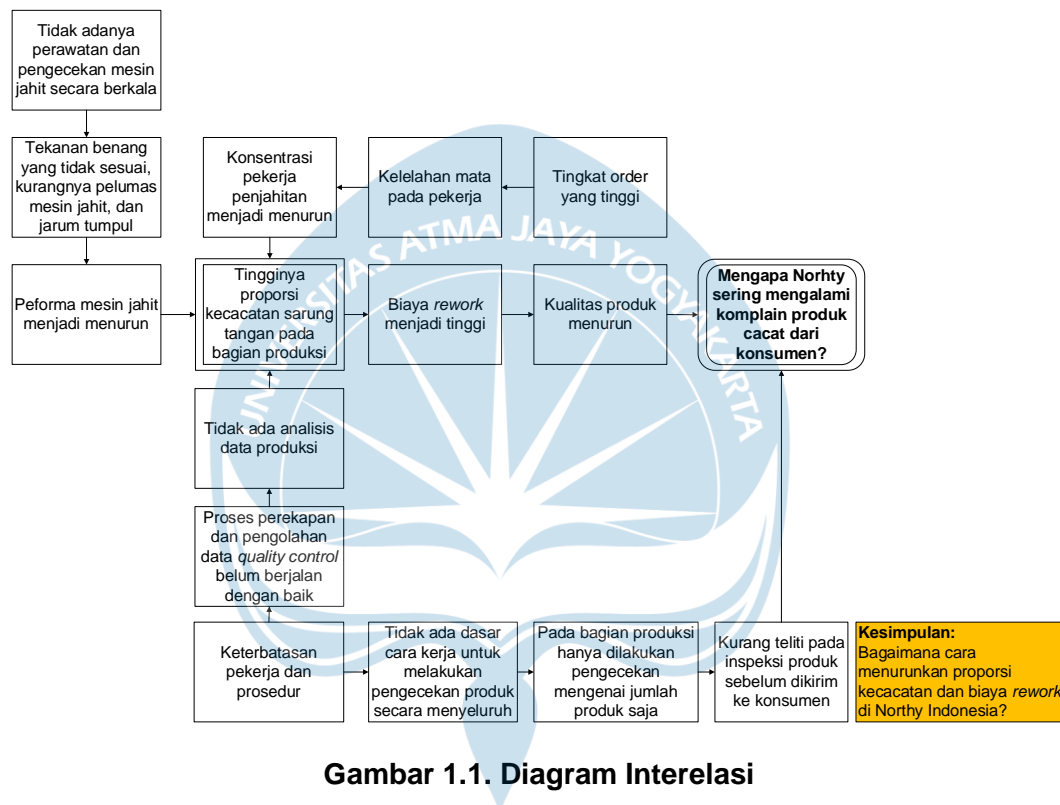 Tidak adanya
perawatan dan
pengecekan mesin
jahit secara berkala
Tekanan benang
yang tidak sesuai,
kurangnya pelumas
mesin jahit, dan
jarum tumpul
Konsentrasi
pekerja
penjahitan
menjadi menurun
Kelelahan mata
pada pekerja
Tingkat order
yang tinggi
Peforma mesin jahit
menjadi menurun
Tingginya
proporsi
kecacatan sarung
tangan pada
bagian produksi
Biaya rework
menjadi tinggi
Kualitas produk
menurun
Mengapa Norhty
sering mengalami
komplain produk
cacat dari
konsumen?
Tidak ada analisis
data produksi
Proses perekapan
dan pengolahan
data quality control
belum berjalan
dengan baik
Keterbatasan
pekerja dan
prosedur
Tidak ada dasar
cara kerja untuk
melakukan
pengecekan produk
secara menyeluruh
Pada bagian produksi
hanya dilakukan
pengecekan
mengenai jumlah
produk saja
Kurang teliti pada
inspeksi produk
sebelum dikirim
ke konsumen
Kesimpulan:
Bagaimana cara
menurunkan proporsi
kecacatan dan biaya rework
di Northy Indonesia?
UNIVERSITAS ATMA JAYA YOGYAKARTA
Gambar 1.1. Diagram Interelasi